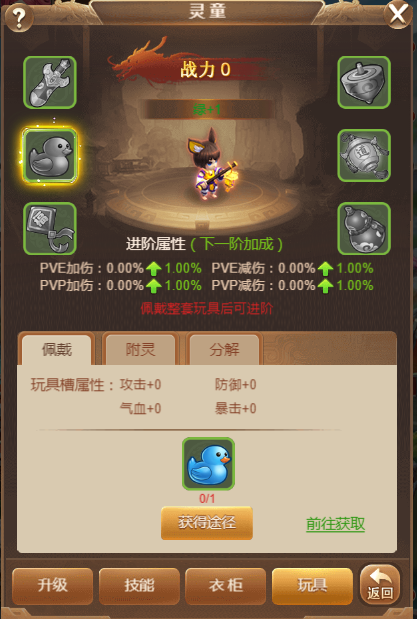 灵童
?
战力 0
进阶属性（下一阶加成）
PVE加伤：0.00% 1.00% PVE减伤：0.00% 1.00%
PVP加伤：0.00% 1.00% PVP减伤：0.00% 1.00%
佩戴整套玩具后可进阶
佩戴 附灵 分解
玩具槽属性：攻击+0 防御+0
气血+0 暴击+0
0/1
获得途径 前往获取
升级 技能 衣柜 玩具 返回